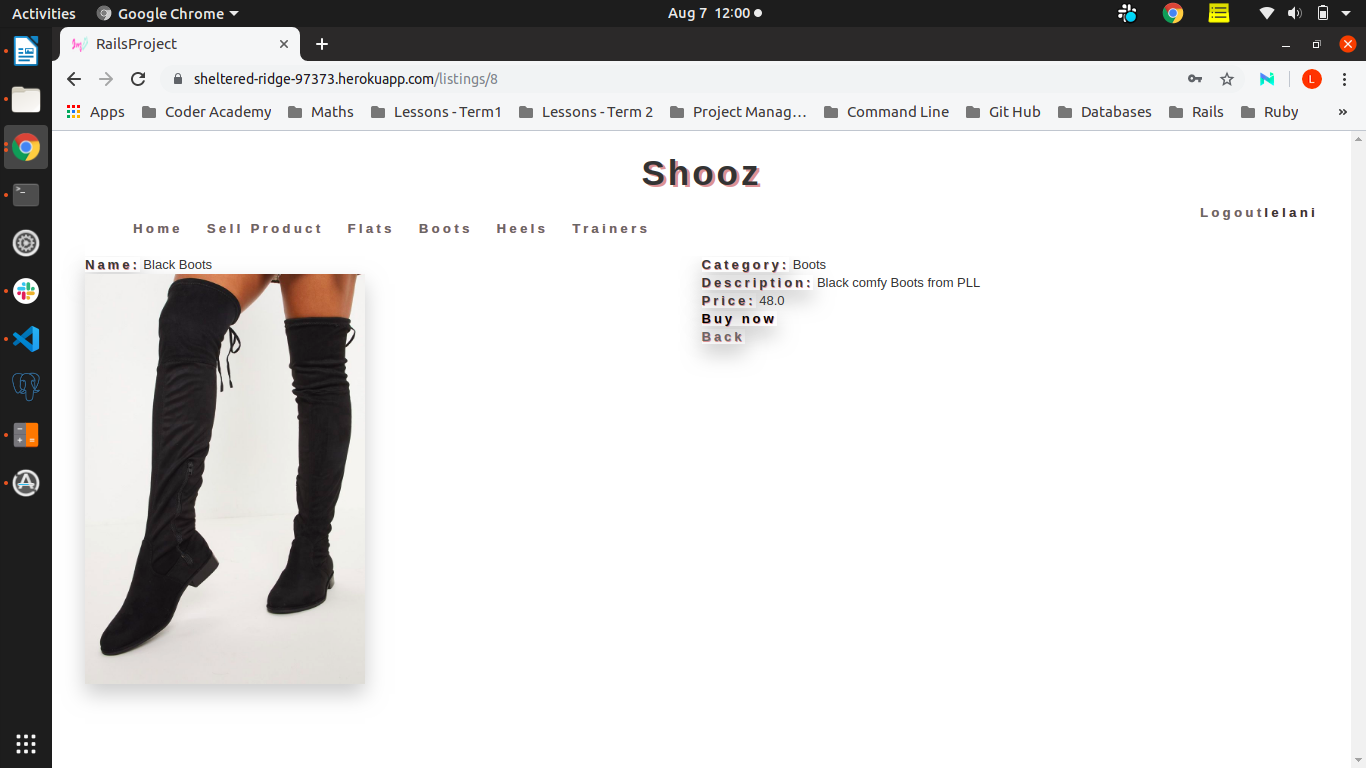 Activities Google Chrome Aug 7 12:00
RailsProject
sheltered-ridge-97373.herokuapp.com/listings/8 L
Apps Coder Academy Maths Lessons - Term1 Lessons - Term 2 Project Manag… Command Line Git Hub Databases Rails Ruby »
Shooz
Logout lelani
Home Sell Product Flats Boots Heels Trainers
Name: Black Boots
Category: Boots
Description: Black comfy Boots from PLL
Price: 48.0
Buy now
Back